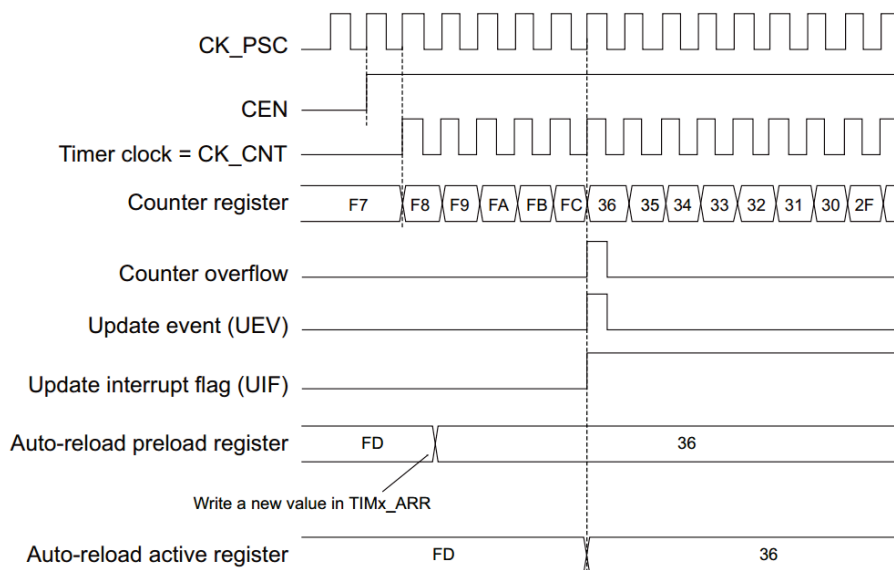 CK_PSC
CEN
Timer clock = CK_CNT
Counter register F7 F8 F9 FA FB FC 36 35 34 33 32 31 30 2F
Counter overflow
Update event (UEV)
Update interrupt flag (UIF)
Auto-reload preload register FD 36
Write a new value in TIMx_ARR
Auto-reload active register FD 36